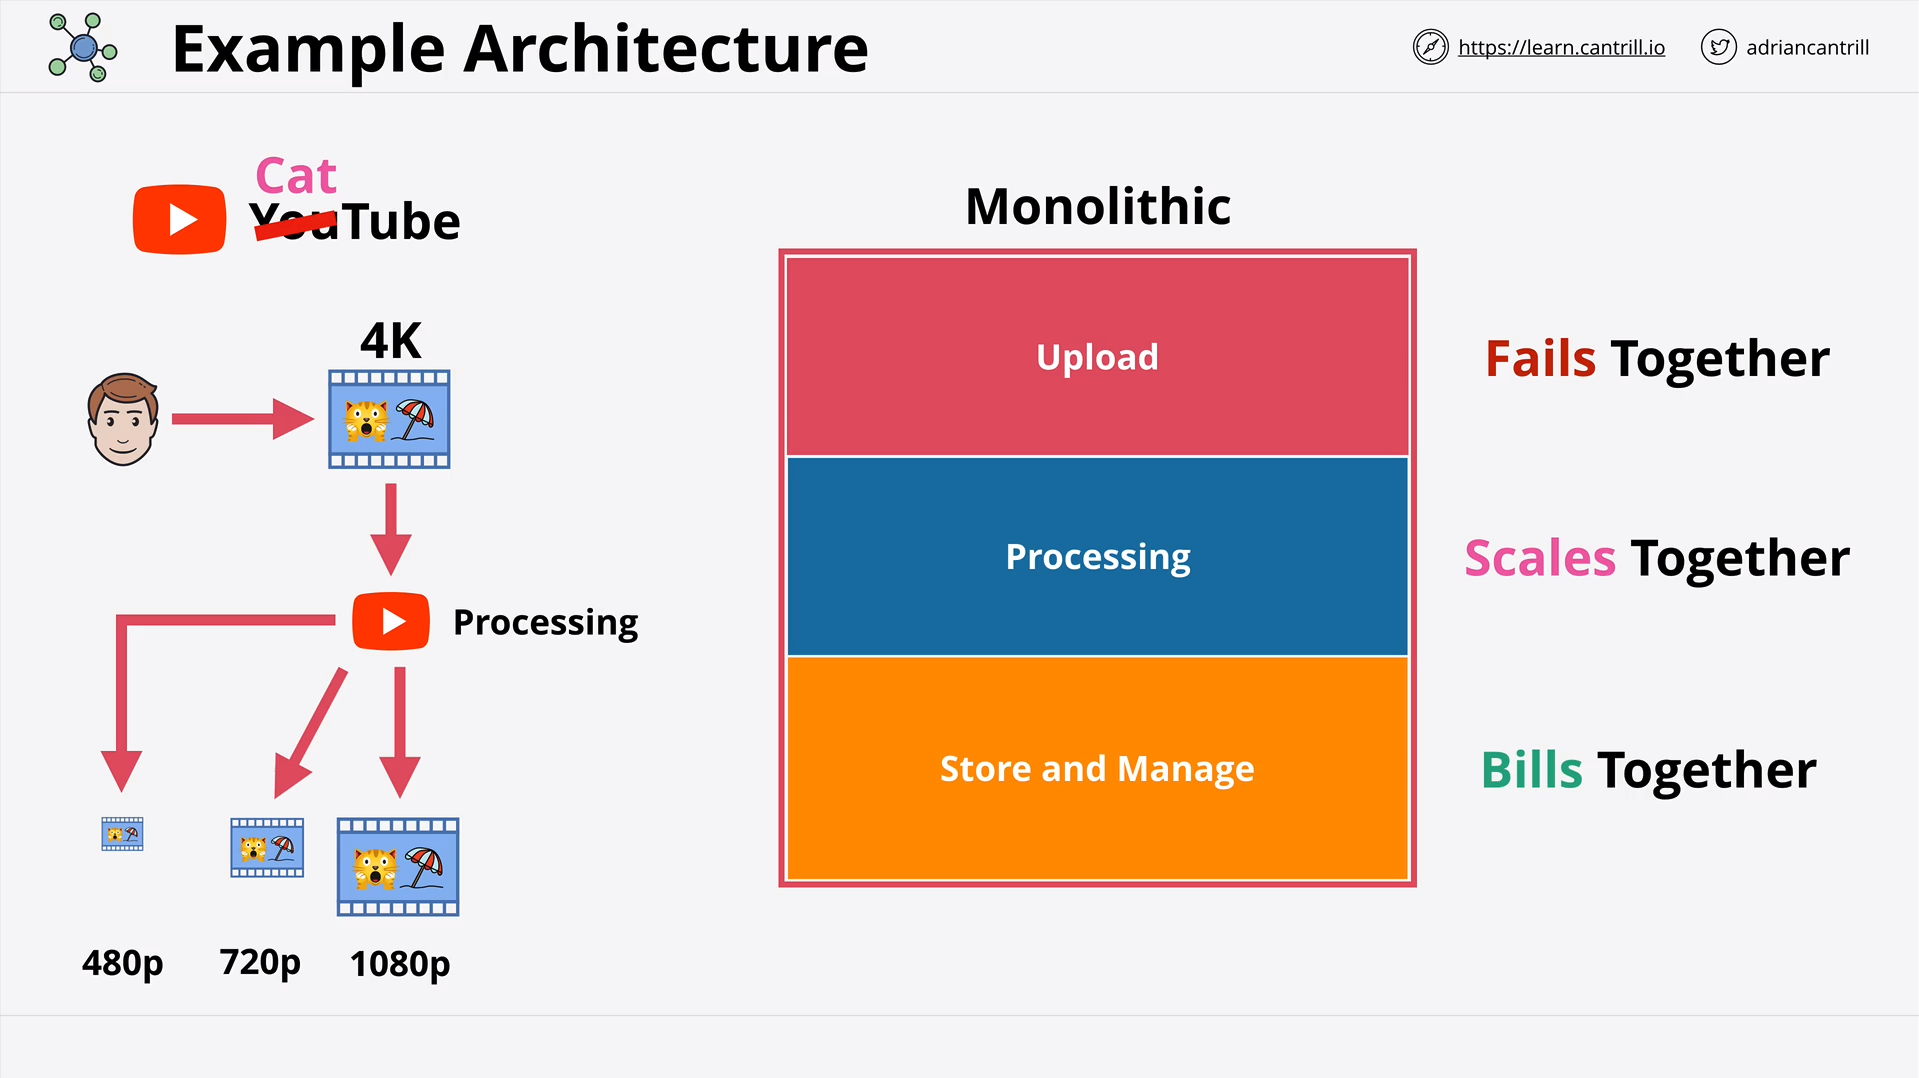 Example Architecture
https://learn.cantrill.io
adriancantrill
Cat
YouTube
4K
Processing
480p
720p
1080p
Monolithic
Upload
Processing
Store and Manage
Fails Together
Scales Together
Bills Together